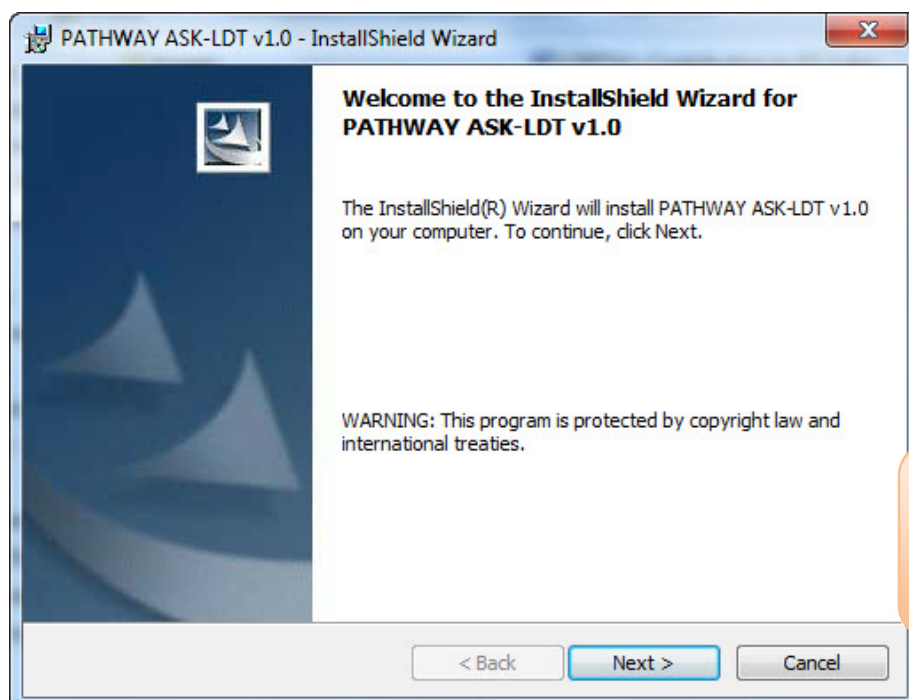 PATHWAY ASK-LDT v1.0 - InstallShield Wizard
Welcome to the InstallShield Wizard for
PATHWAY ASK-LDT v1.0
The InstallShield(R) Wizard will install PATHWAY ASK-LDT v1.0
on your computer. To continue, click Next.
WARNING: This program is protected by copyright law and
international treaties.
< Back
Next >
Cancel